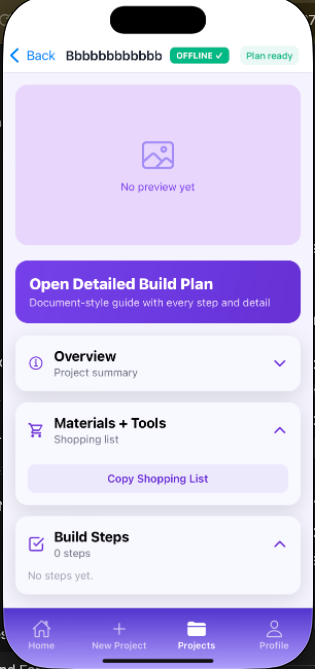 Back Bbbbbbbbbbbbb OFFLINE ✓ Plan ready
No preview yet
Open Detailed Build Plan
Document-style guide with every step and detail
Overview
Project summary
Materials + Tools
Shopping list
Copy Shopping List
Build Steps
0 steps
No steps yet.
Home New Project Projects Profile